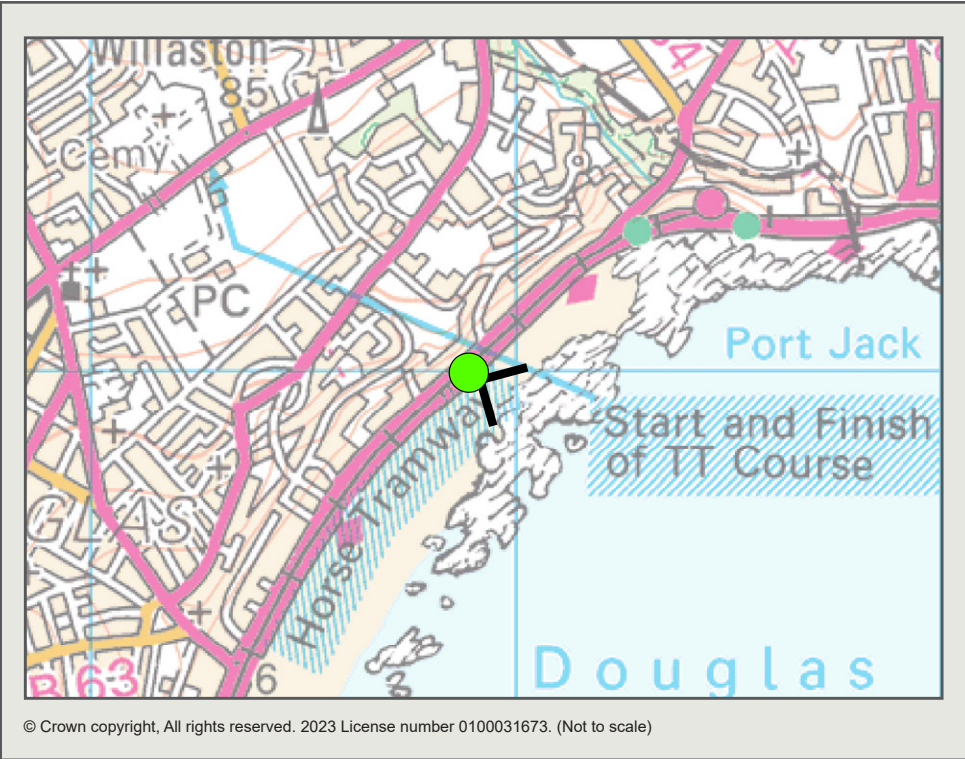 Willaston
85
Cemy
PC
Port Jack
Start and Finish
of TT Course
Horse Tramway
GLAS
Douglas
B 63
6
© Crown copyright, All rights reserved. 2023 License number 0100031673. (Not to scale)